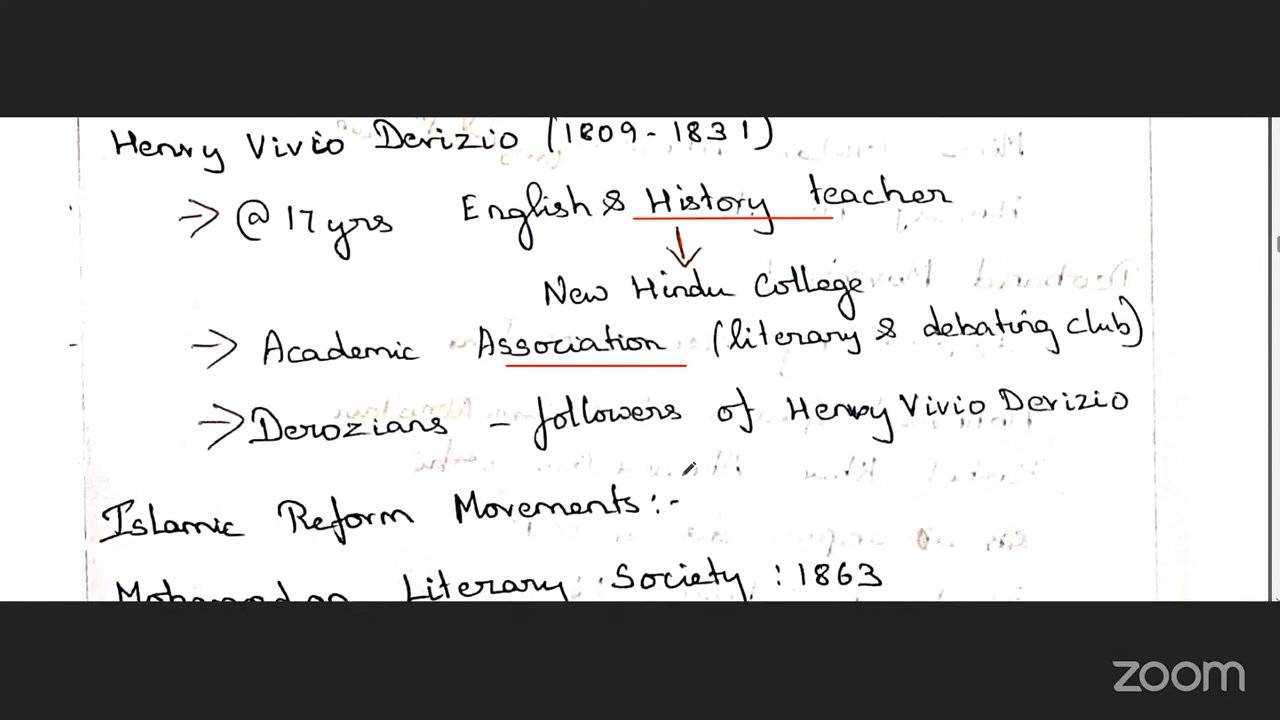 Henry Vivio Derizio (1809 - 1831)
→ @ 17 yrs English & History teacher
↓
New Hindu College
→ Academic Association (literary & debating club)
→ Derozians - followers of Henry Vivio Derizio
Islamic Reform Movements :-
Mohamedan Literary Society : 1863
zoom